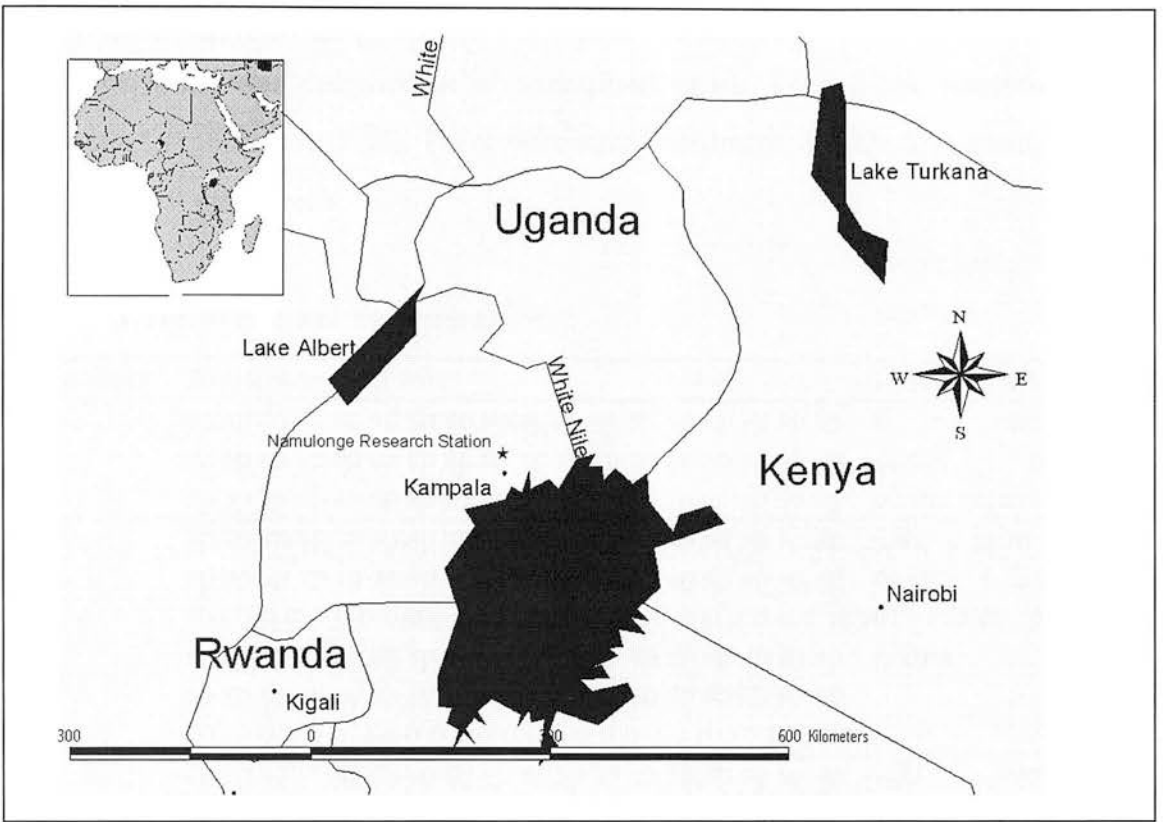 White
Lake Turkana
Uganda
N
Lake Albert
W E
S
White Nile
Namulonge Research Station
Kampala
Kenya
Nairobi
Rwanda
Kigali
300 0 300 600 Kilometers